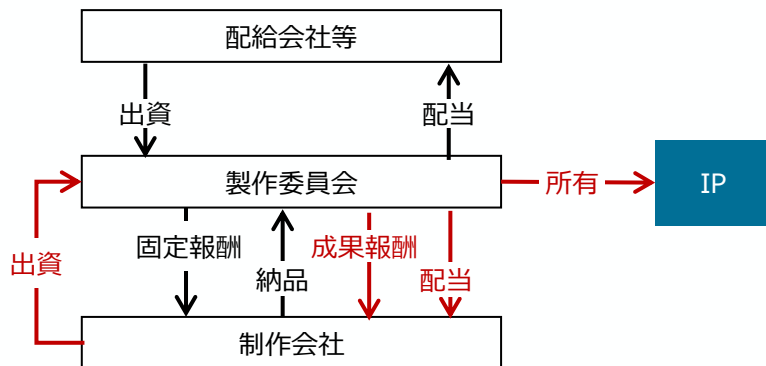 配給会社等
出資
配当
製作委員会
所有
IP
固定報酬
成果報酬
出資
納品
配当
制作会社